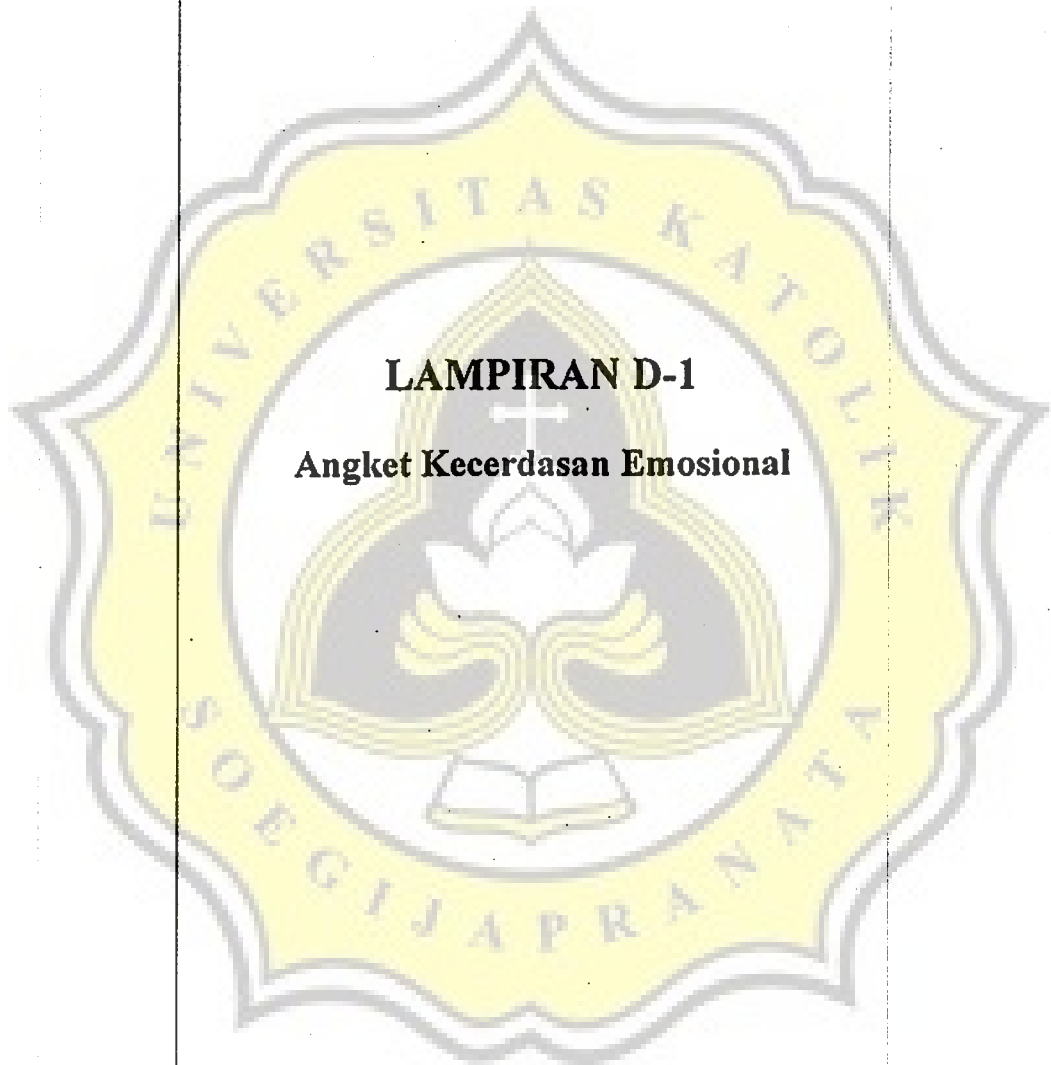 UNIVERSITAS KATOLIK
LAMPIRAN D-1
Angket Kecerdasan Emosional
SOEGIJAPRANATA